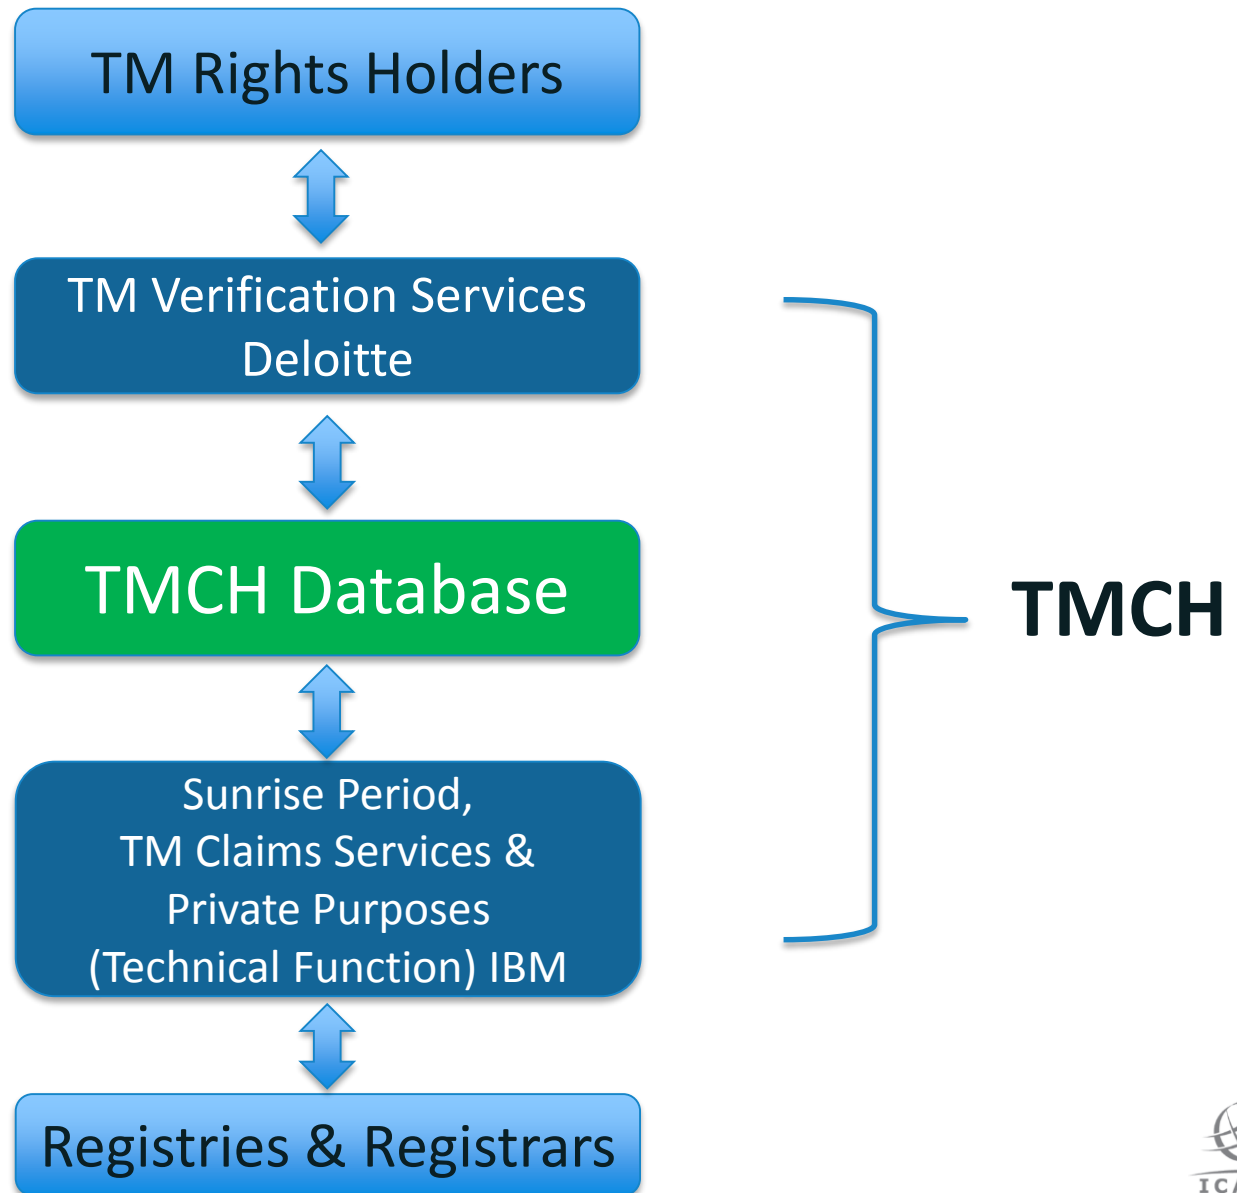 TM Rights Holders
TM Verification Services
Deloitte
TMCH Database
TMCH
Sunrise Period,
TM Claims Services &
Private Purposes
(Technical Function) IBM
Registries & Registrars